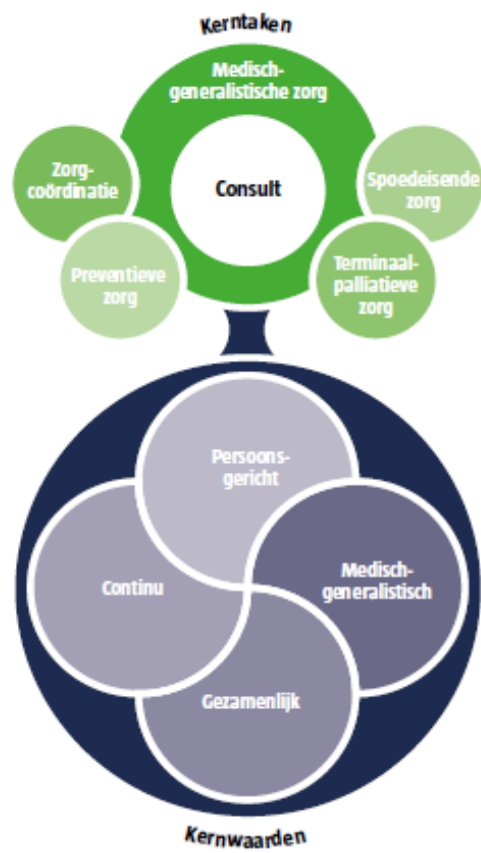 Kerntaken
Medisch-
generalistische zorg
Consult
Zorg-
coördinatie
Spoedeisende
zorg
Preventieve
zorg
Terminaal-
palliatieve
zorg
Persoons-
gericht
Continu
Medisch-
generalistisch
Gezamenlijk
Kernwaarden